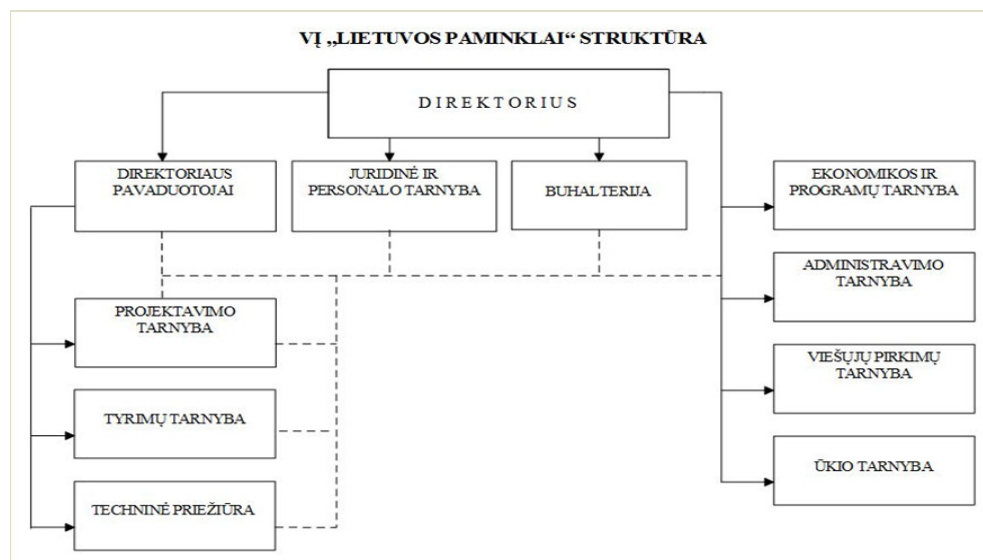 VĮ „LIETUVOS PAMINKLAI“ STRUKTŪRA
DIREKTORIUS
DIREKTORIAUS
PAVADUOTOJAI
JURIDINĖ IR
PERSONALO TARNYBA
BUHALTERIJA
EKONOMIKOS IR
PROGRAMŲ TARNYBA
ADMINISTRAVIMO
TARNYBA
PROJEKTAVIMO
TARNYBA
VIEŠŲJŲ PIRKIMŲ
TARNYBA
TYRIMŲ TARNYBA
ŪKIO TARNYBA
TECHNINĖ PRIEŽIŪRA